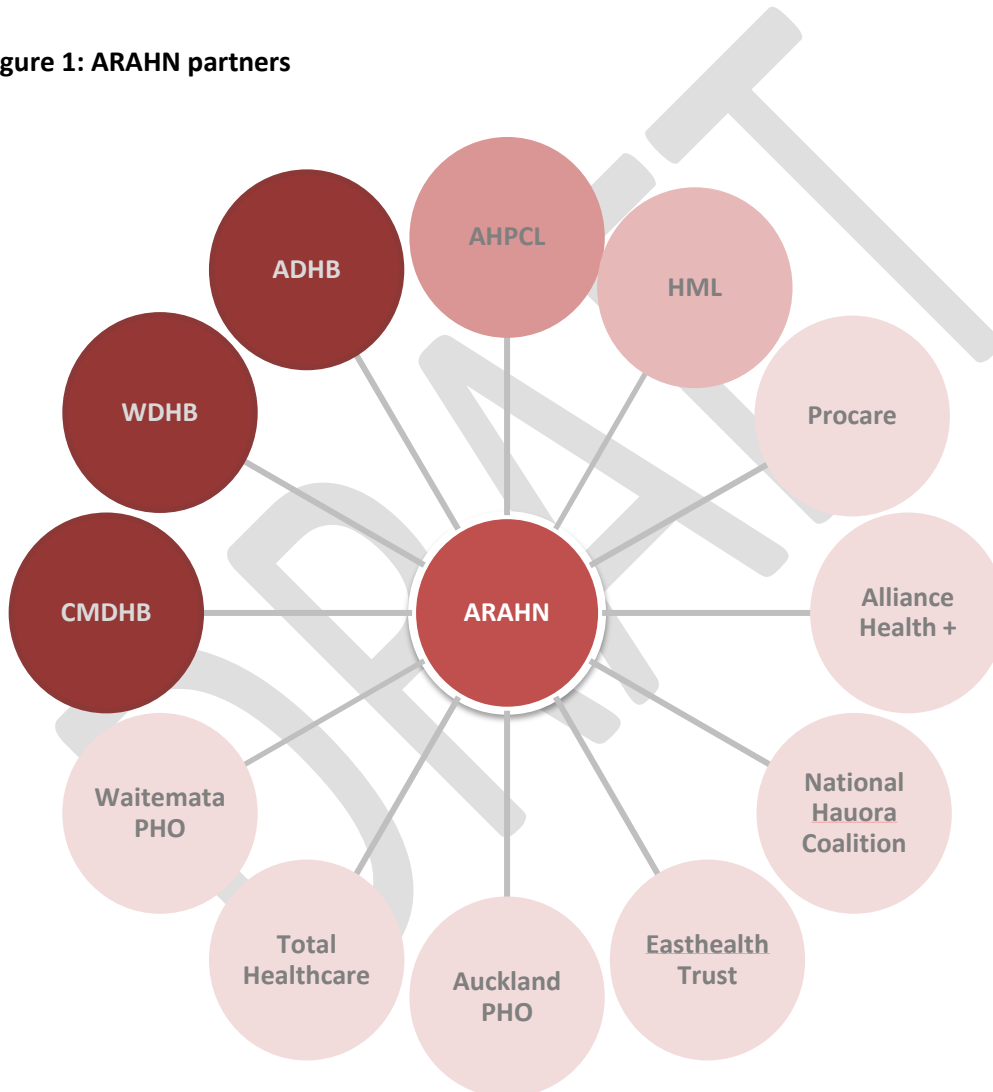 gure 1: ARAHN partners
AHPCL
ADHB
HML
WDHB
Procare
CMDHB
ARAHN
Alliance
Health +
Waitemata
PHO
National
Hauora
Coalition
Total
Healthcare
Auckland
PHO
Easthealth
Trust
DRAFT